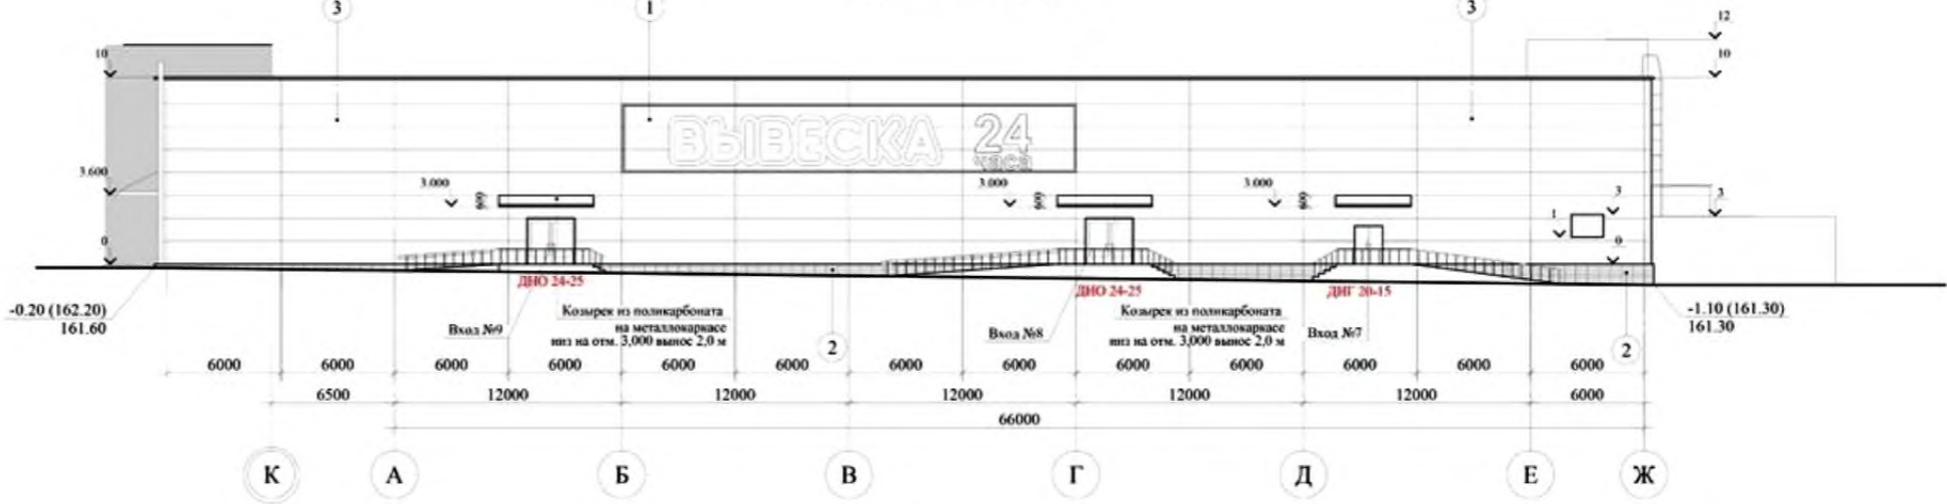 3 1 3
12
10 10
ВЫВЕСКА 24
часа
3.600
3.000 600 3.000 600 3.000 600 3 3
1
0 0
ДНО 24-25 ДНО 24-25 ДНГ 20-15
-0.20 (162.20) -1.10 (161.30)
161.60 161.30
Козырек из поликарбоната Козырек из поликарбоната
на металлокаркасе на металлокаркасе
низ на отм. 3,000 вынос 2,0 м низ на отм. 3,000 вынос 2,0 м
Вход №9 Вход №8 Вход №7
2 2
6000 6000 6000 6000 6000 6000 6000 6000 6000 6000 6000 6000
6500 12000 12000 12000 12000 12000 6000
66000
К А Б В Г Д Е Ж